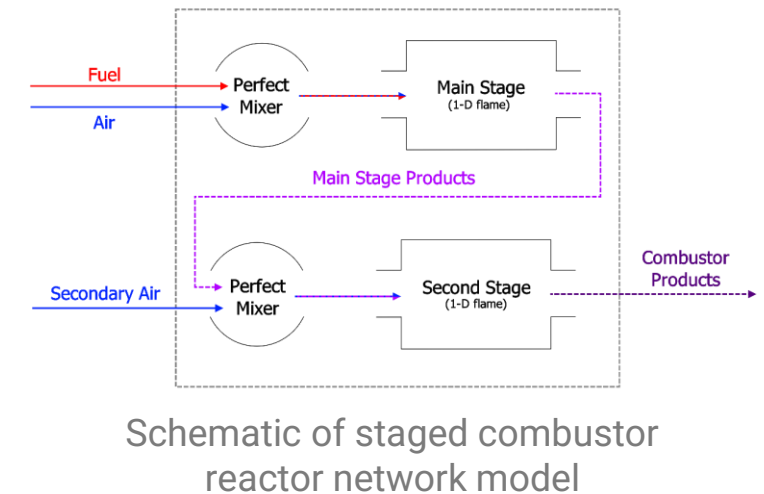 Fuel
Air
Perfect
Mixer
Main Stage
(1-D flame)
Main Stage Products
Secondary Air
Perfect
Mixer
Second Stage
(1-D flame)
Combustor
Products
Schematic of staged combustor
reactor network model